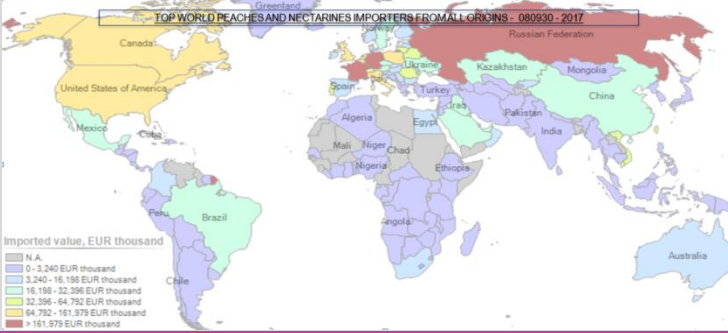 TOP WORLD PEACHES AND NECTARINES IMPORTERS FROM ALL ORIGINS - 080930 - 2017
Greenland
Norway
Russian Federation
Canada
Ukraine
Kazakhstan
Mongolia
Italy
Spain
United States of America
Turkey
China
Iraq
Pakistan
Algeria
Egypt
India
Mexico
Cuba
Mali
Niger
Chad
Nigeria
Ethiopia
Peru
Brazil
Angola
Australia
Chile
Imported value, EUR thousand
N.A.
0 - 3,240 EUR thousand
3,240 - 16,198 EUR thousand
16,198 - 32,396 EUR thousand
32,396 - 64,792 EUR thousand
64,792 - 161,979 EUR thousand
> 161,979 EUR thousand